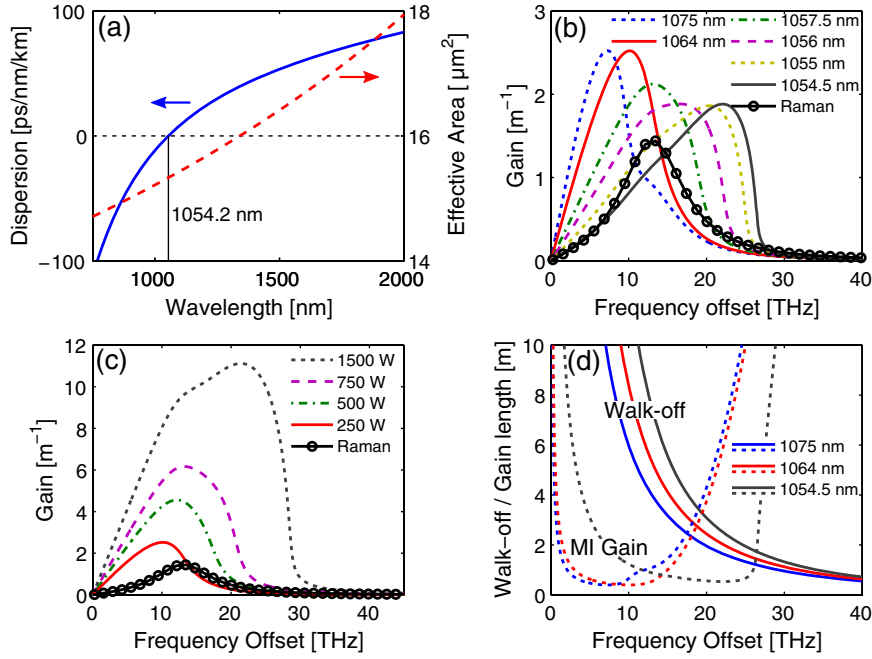 (a)
Dispersion [ps/nm/km]
100
0
−100
1054.2 nm
1000
1500
2000
Wavelength [nm]
18
16
14
Effective Area [ μm²]
(b)
1075 nm
1064 nm
1057.5 nm
1056 nm
1055 nm
1054.5 nm
Raman
Gain [m⁻¹]
3
2
1
0
0
10
20
30
40
Frequency offset [THz]
(c)
1500 W
750 W
500 W
250 W
Raman
Gain [m⁻¹]
12
10
8
6
4
2
0
0
10
20
30
40
Frequency Offset [THz]
(d)
Walk-off
MI Gain
1075 nm
1064 nm
1054.5 nm
Walk−off / Gain length [m]
10
8
6
4
2
0
0
10
20
30
40
Frequency Offset [THz]